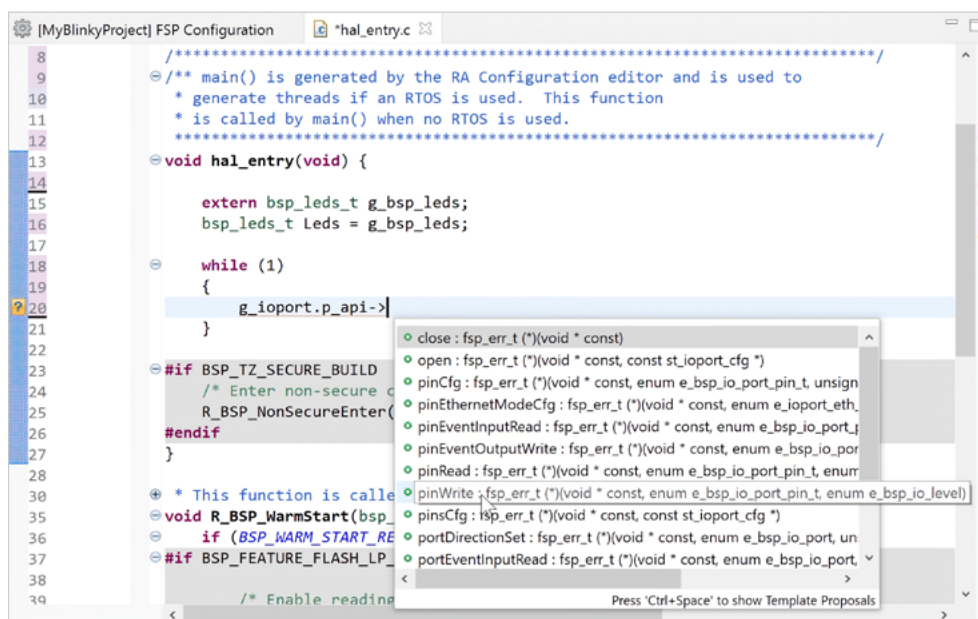 [MyBlinkyProject] FSP Configuration
*hal_entry.c
8 /****************************************************************************/
9 /** main() is generated by the RA Configuration editor and is used to
10 * generate threads if an RTOS is used.  This function
11 * is called by main() when no RTOS is used.
12 ****************************************************************************/
13 void hal_entry(void) {
14
15 extern bsp_leds_t g_bsp_leds;
16 bsp_leds_t Leds = g_bsp_leds;
17
18 while (1)
19 {
20 g_ioport.p_api->
21 }
22
23 #if BSP_TZ_SECURE_BUILD
24 /* Enter non-secure c
25 R_BSP_NonSecureEnter(
26 #endif
27 }
28
30 * This function is calle
35 void R_BSP_WarmStart(bsp_
36 if (BSP_WARM_START_RE
37 #if BSP_FEATURE_FLASH_LP_
38
39 /* Enable reading
close : fsp_err_t (*)(void * const)
open : fsp_err_t (*)(void * const, const st_ioport_cfg *)
pinCfg : fsp_err_t (*)(void * const, enum e_bsp_io_port_pin_t, unsign
pinEthernetModeCfg : fsp_err_t (*)(void * const, enum e_ioport_eth_
pinEventInputRead : fsp_err_t (*)(void * const, enum e_bsp_io_port_p
pinEventOutputWrite : fsp_err_t (*)(void * const, enum e_bsp_io_por
pinRead : fsp_err_t (*)(void * const, enum e_bsp_io_port_pin_t, enum
pinWrite : fsp_err_t (*)(void * const, enum e_bsp_io_port_pin_t, enum e_bsp_io_level)
pinsCfg : fsp_err_t (*)(void * const, const st_ioport_cfg *)
portDirectionSet : fsp_err_t (*)(void * const, enum e_bsp_io_port, un
portEventInputRead : fsp_err_t (*)(void * const, enum e_bsp_io_port,
Press 'Ctrl+Space' to show Template Proposals